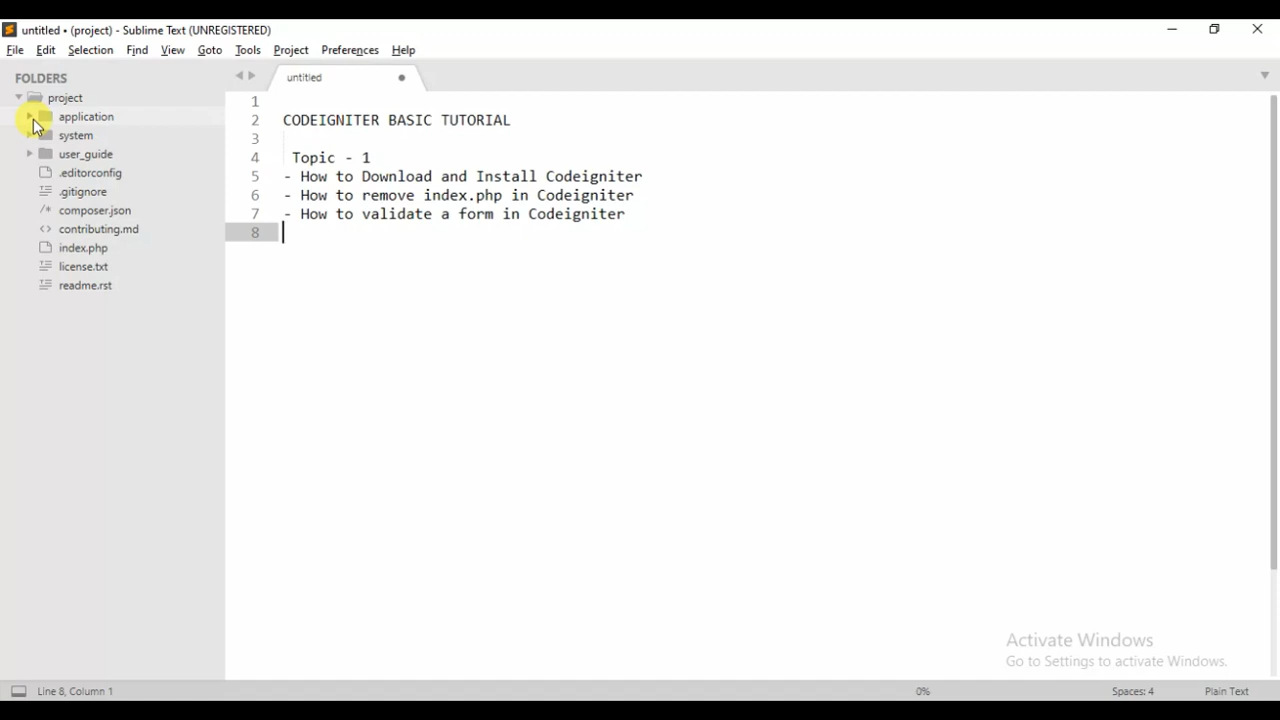 untitled • (project) - Sublime Text (UNREGISTERED)
File Edit Selection Find View Goto Tools Project Preferences Help
FOLDERS
project
application
system
user_guide
.editorconfig
.gitignore
composer.json
contributing.md
index.php
license.txt
readme.rst
untitled
1
2 CODEIGNITER BASIC TUTORIAL
3
4 Topic - 1
5 - How to Download and Install Codeigniter
6 - How to remove index.php in Codeigniter
7 - How to validate a form in Codeigniter
8
Activate Windows
Go to Settings to activate Windows.
Line 8, Column 1 0% Spaces: 4 Plain Text